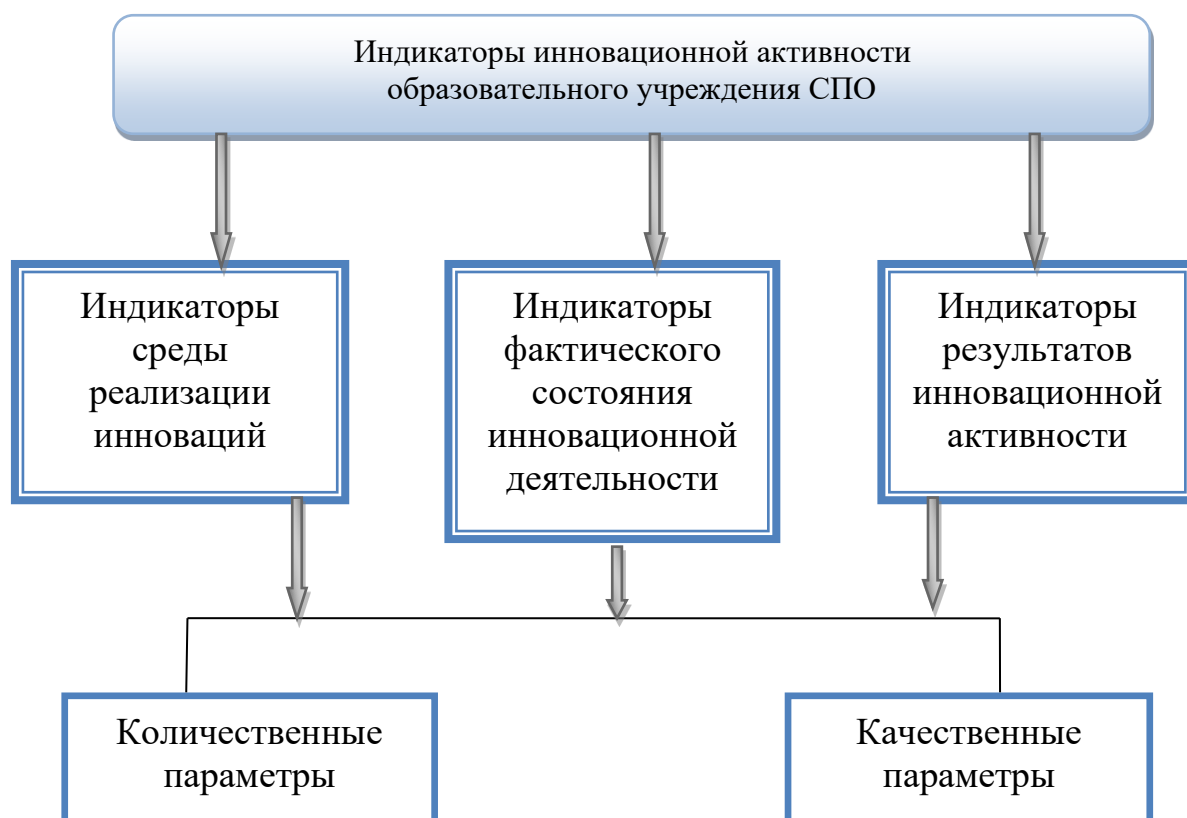 Индикаторы инновационной активности
образовательного учреждения СПО
Индикаторы
среды
реализации
инноваций
Индикаторы
фактического
состояния
инновационной
деятельности
Индикаторы
результатов
инновационной
активности
Количественные
параметры
Качественные
параметры